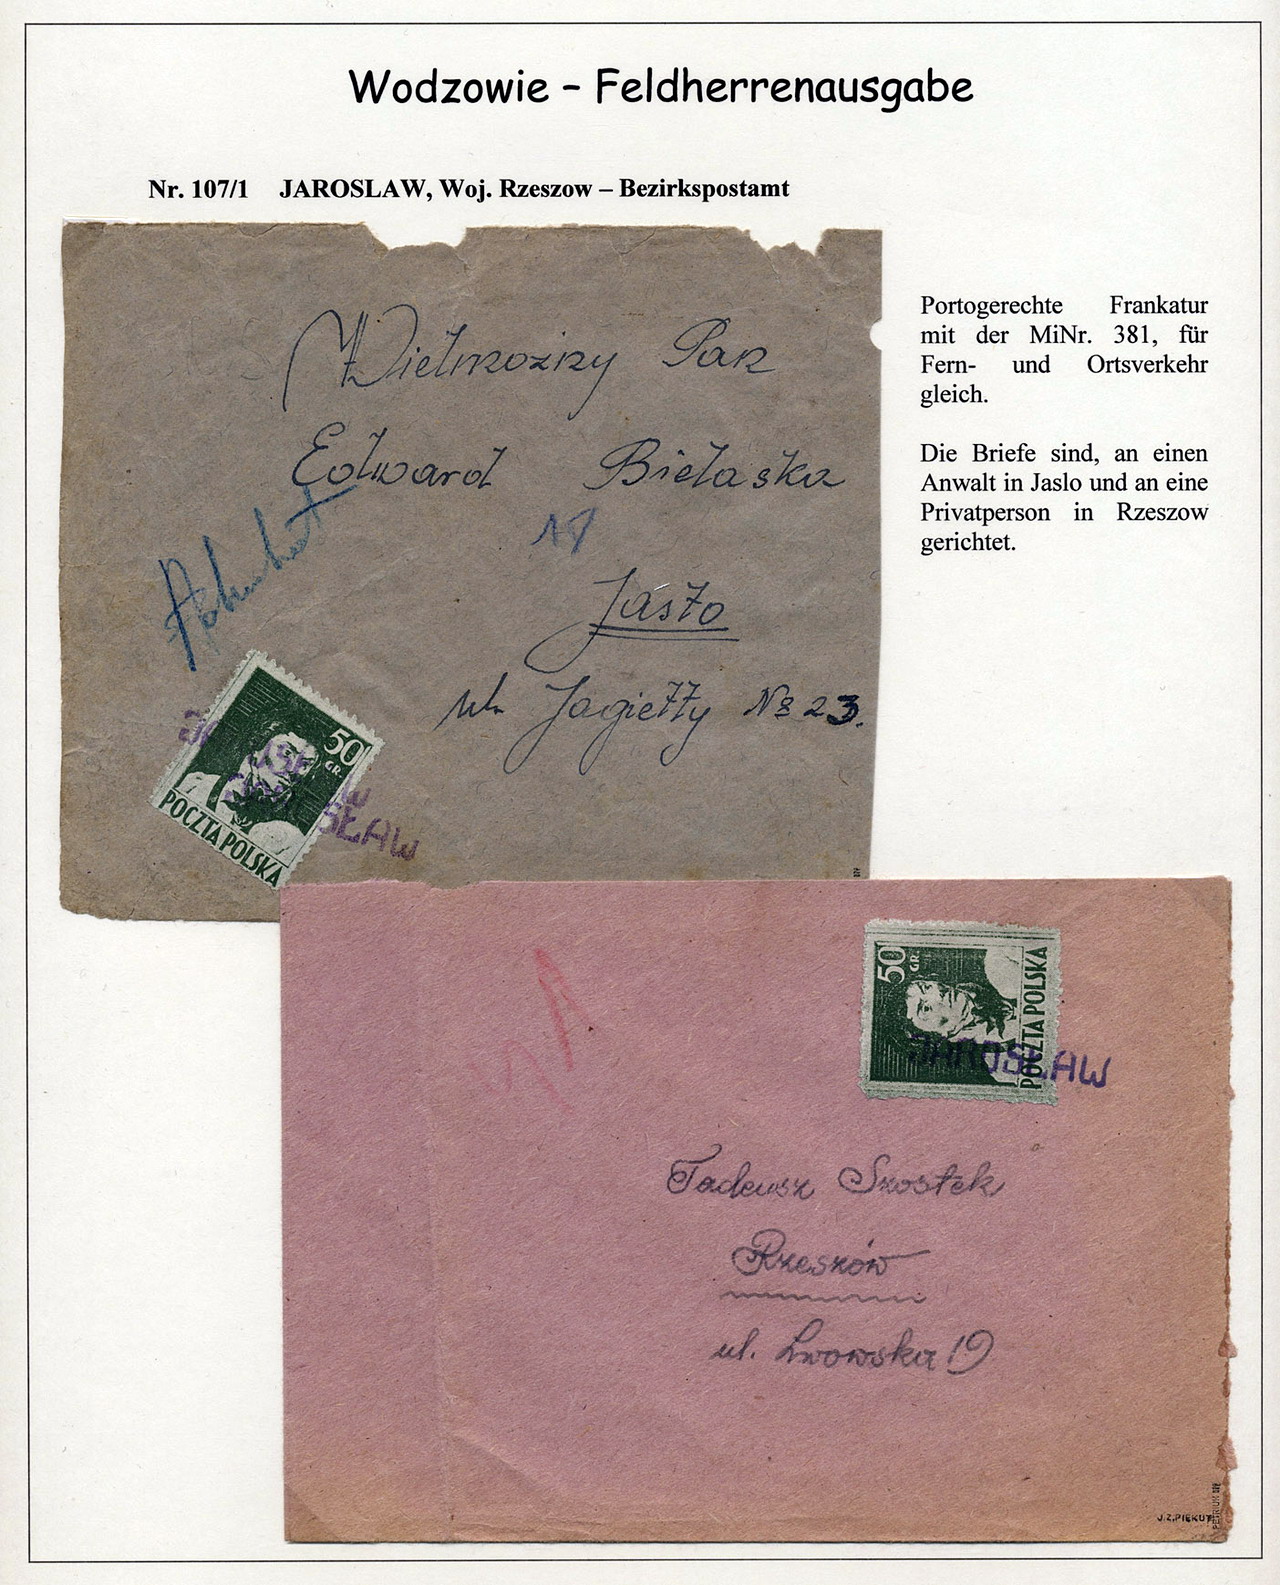 Wodzowie – Feldherrenausgabe
Nr. 107/1 JAROSLAW, Woj. Rzeszow – Bezirkspostamt
Portogerechte Frankatur
mit der MiNr. 381, für
Fern- und Ortsverkehr
gleich.
Die Briefe sind, an einen
Anwalt in Jaslo und an eine
Privatperson in Rzeszow
gerichtet.
Wielmożny Pan
Edward Bielaska
Jasło
ul. Jagiełły № 23.
50
GR.
POCZTA POLSKA
SŁAW
50
GR.
POCZTA POLSKA
JAROSŁAW
Tadeusz Szostek
Rzeszów
ul. Lwowska 19
J.Z.PIEKUT